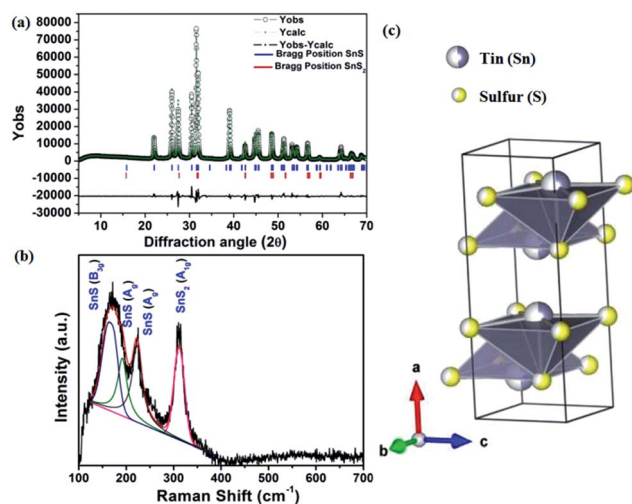 (a)
Yobs
Ycalc
Yobs-Ycalc
Bragg Position SnS
Bragg Position SnS2
85000
80000
70000
60000
50000
40000
30000
20000
10000
0
-10000
-20000
-30000
Yobs
10 20 30 40 50 60 70
Diffraction angle (2θ)
(b)
SnS (B3g)
SnS (Ag)
SnS (Ag)
SnS2 (A1g)
Intensity (a.u.)
100 200 300 400 500 600 700
Raman Shift (cm-1)
(c)
Tin (Sn)
Sulfur (S)
a
b
c